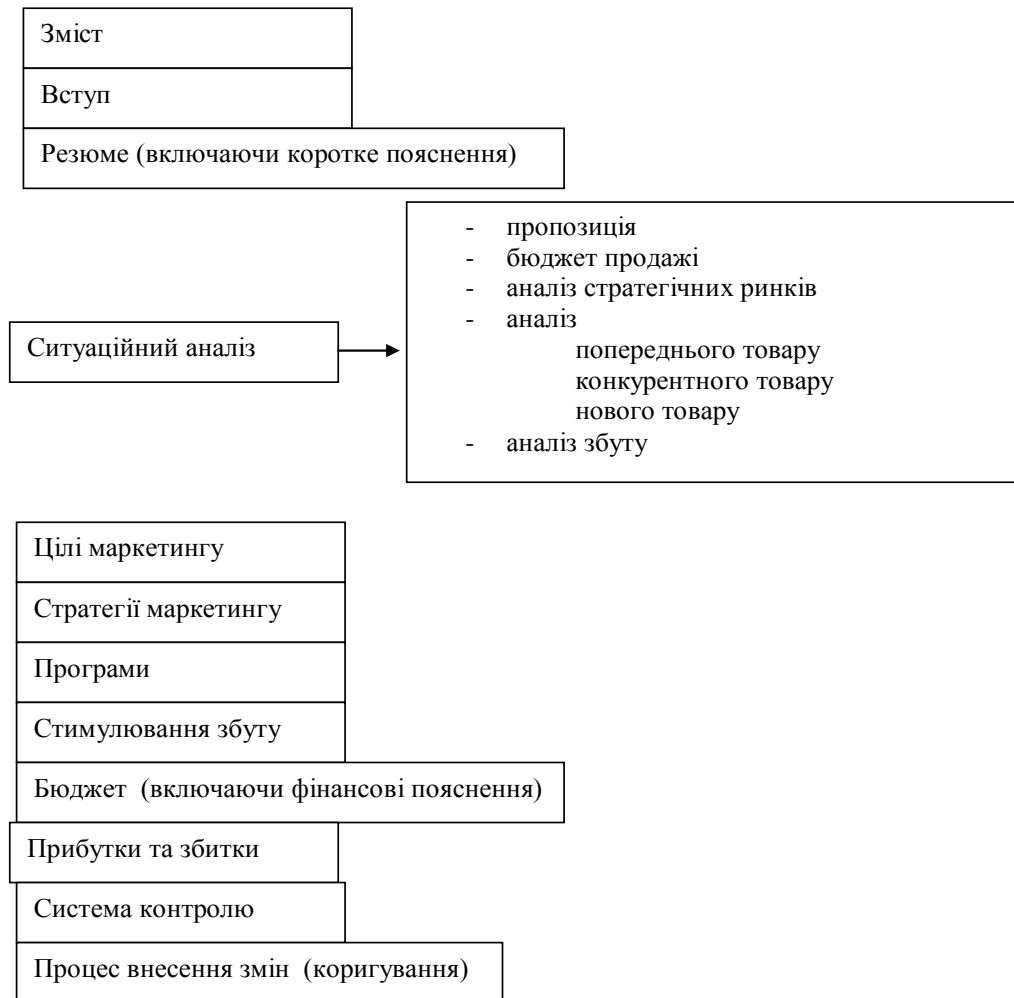 Зміст
Вступ
Резюме (включаючи коротке пояснення)
Ситуаційний аналіз
- пропозиція
- бюджет продажі
- аналіз стратегічних ринків
- аналіз
попереднього товару
конкурентного товару
нового товару
- аналіз збуту
Цілі маркетингу
Стратегії маркетингу
Програми
Стимулювання збуту
Бюджет (включаючи фінансові пояснення)
Прибутки та збитки
Система контролю
Процес внесення змін (коригування)